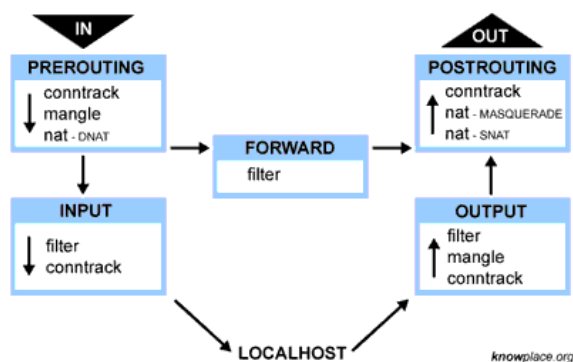 IN
PREROUTING
conntrack
mangle
nat - DNAT
FORWARD
filter
INPUT
filter
conntrack
LOCALHOST
OUT
POSTROUTING
conntrack
nat - MASQUERADE
nat - SNAT
OUTPUT
filter
mangle
conntrack
knowplace.org